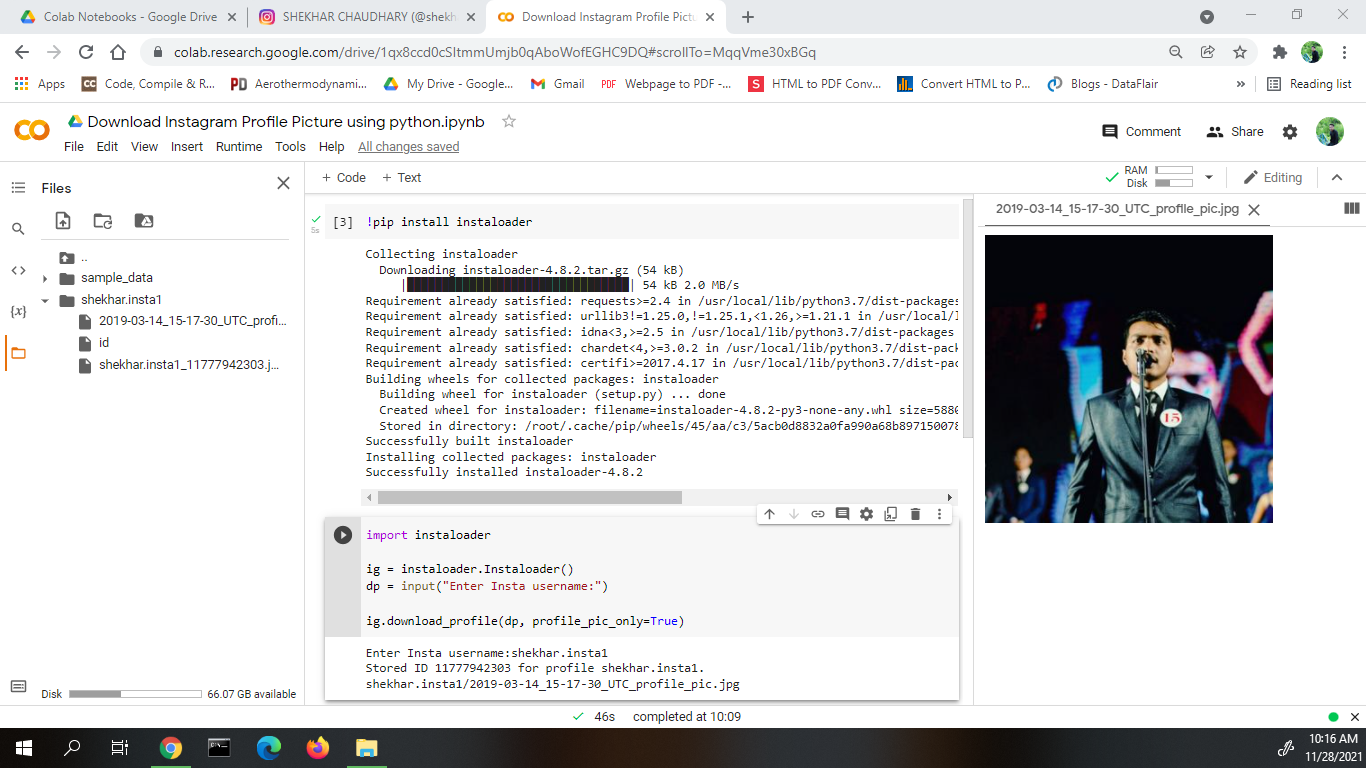 Colab Notebooks - Google Drive
SHEKHAR CHAUDHARY (@shekh
Download Instagram Profile Pictu
colab.research.google.com/drive/1qx8ccd0cSItmmUmjb0qAboWofEGHC9DQ#scrollTo=MqqVme30xBGq
Apps
CC Code, Compile & R...
PD Aerothermodynami...
My Drive - Google...
Gmail
PDF Webpage to PDF -...
S HTML to PDF Conv...
Convert HTML to P...
Blogs - DataFlair
»
Reading list
CO Download Instagram Profile Picture using python.ipynb
File Edit View Insert Runtime Tools Help All changes saved
Comment Share
Files
+ Code + Text
RAM
Disk
Editing
..
sample_data
shekhar.insta1
2019-03-14_15-17-30_UTC_profi...
id
shekhar.insta1_11777942303.j...
{x}
Disk 66.07 GB available
5s
[3] !pip install instaloader
Collecting instaloader
Downloading instaloader-4.8.2.tar.gz (54 kB)
| | 54 kB 2.0 MB/s
Requirement already satisfied: requests>=2.4 in /usr/local/lib/python3.7/dist-packages
Requirement already satisfied: urllib3!=1.25.0,!=1.25.1,<1.26,>=1.21.1 in /usr/local/l
Requirement already satisfied: idna<3,>=2.5 in /usr/local/lib/python3.7/dist-packages
Requirement already satisfied: chardet<4,>=3.0.2 in /usr/local/lib/python3.7/dist-pack
Requirement already satisfied: certifi>=2017.4.17 in /usr/local/lib/python3.7/dist-pac
Building wheels for collected packages: instaloader
Building wheel for instaloader (setup.py) ... done
Created wheel for instaloader: filename=instaloader-4.8.2-py3-none-any.whl size=5880
Stored in directory: /root/.cache/pip/wheels/45/aa/c3/5acb0d8832a0fa990a68b897150078
Successfully built instaloader
Installing collected packages: instaloader
Successfully installed instaloader-4.8.2
import instaloader
ig = instaloader.Instaloader()
dp = input("Enter Insta username:")
ig.download_profile(dp, profile_pic_only=True)
Enter Insta username:shekhar.insta1
Stored ID 11777942303 for profile shekhar.insta1.
shekhar.insta1/2019-03-14_15-17-30_UTC_profile_pic.jpg
2019-03-14_15-17-30_UTC_profile_pic.jpg
15
46s completed at 10:09
10:16 AM
11/28/2021